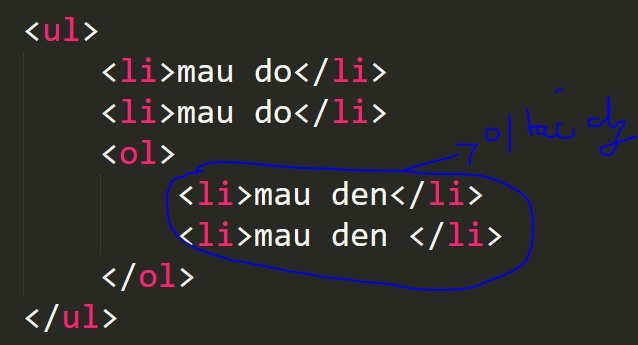 <ul>
<li>mau do</li>
<li>mau do</li>
<ol>
<li>mau den</li>
<li>mau den </li>
</ol>
</ul>
ol